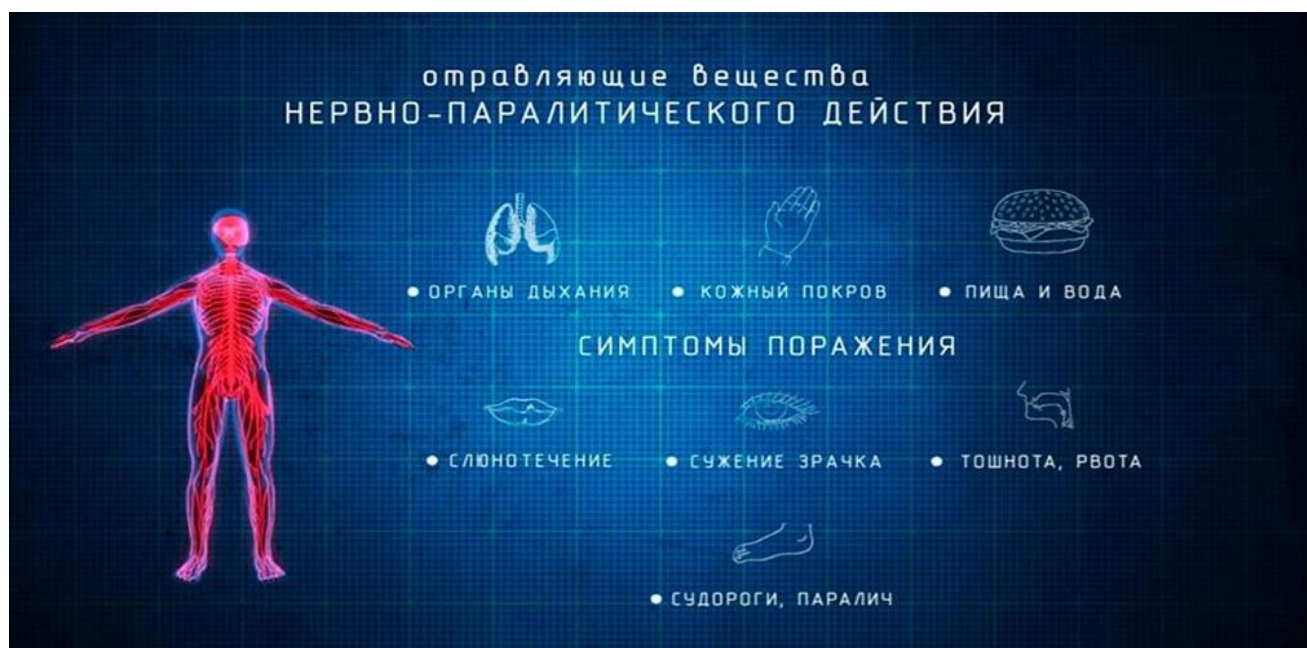 отравляющие вещества
НЕРВНО-ПАРАЛИТИЧЕСКОГО ДЕЙСТВИЯ
• ОРГАНЫ ДЫХАНИЯ • КОЖНЫЙ ПОКРОВ • ПИЩА И ВОДА
СИМПТОМЫ ПОРАЖЕНИЯ
• СЛЮНОТЕЧЕНИЕ • СУЖЕНИЕ ЗРАЧКА • ТОШНОТА, РВОТА
• СУДОРОГИ, ПАРАЛИЧ